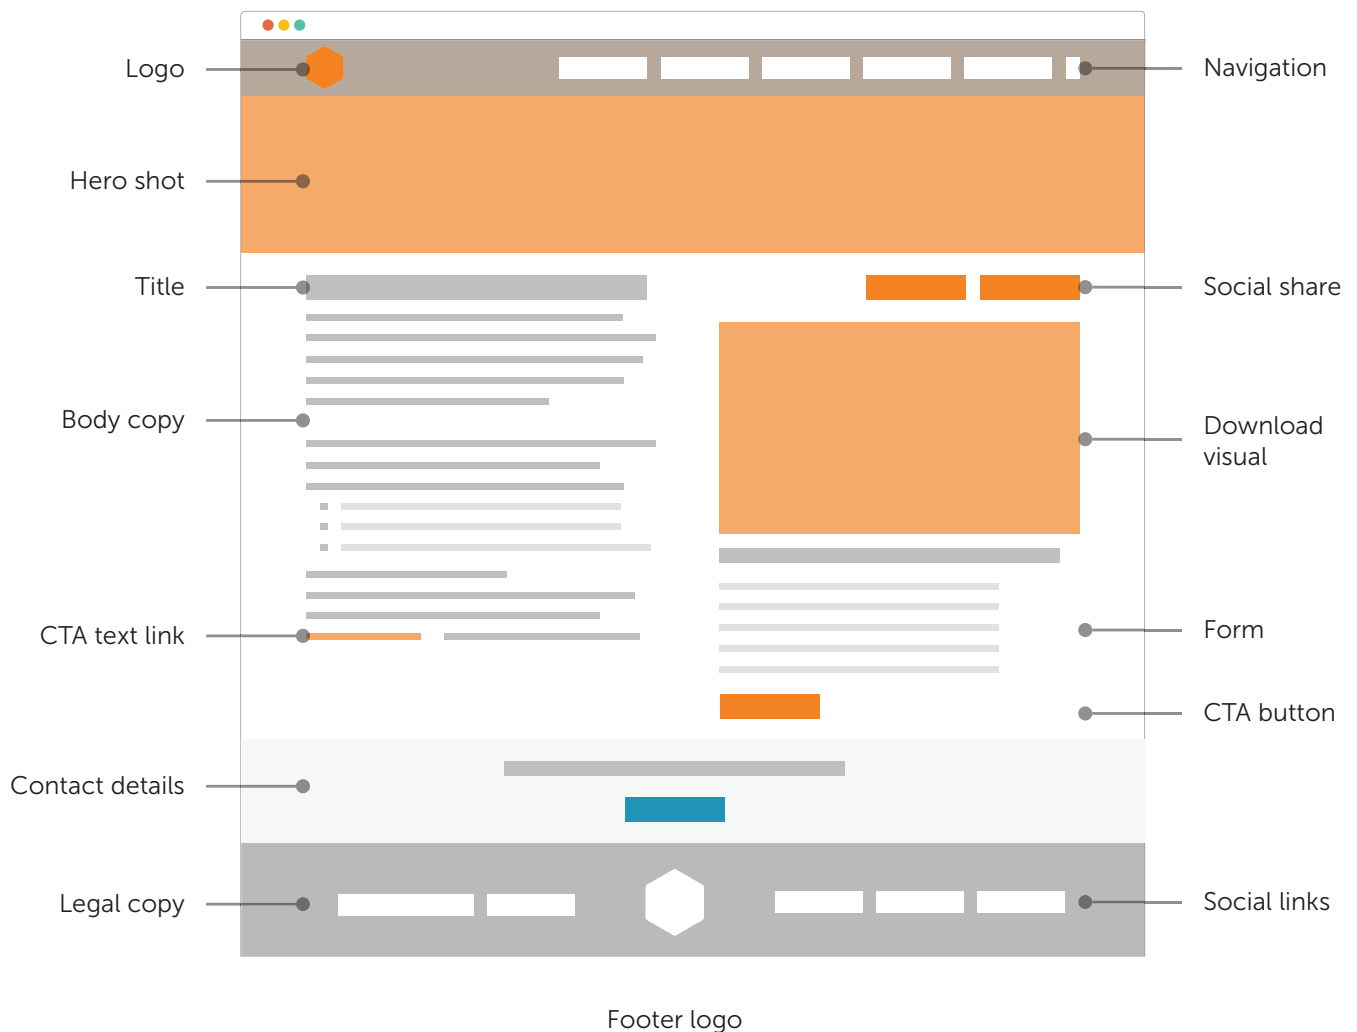 Logo
Navigation
Hero shot
Title
Social share
Body copy
Download
visual
CTA text link
Form
CTA button
Contact details
Legal copy
Social links
Footer logo